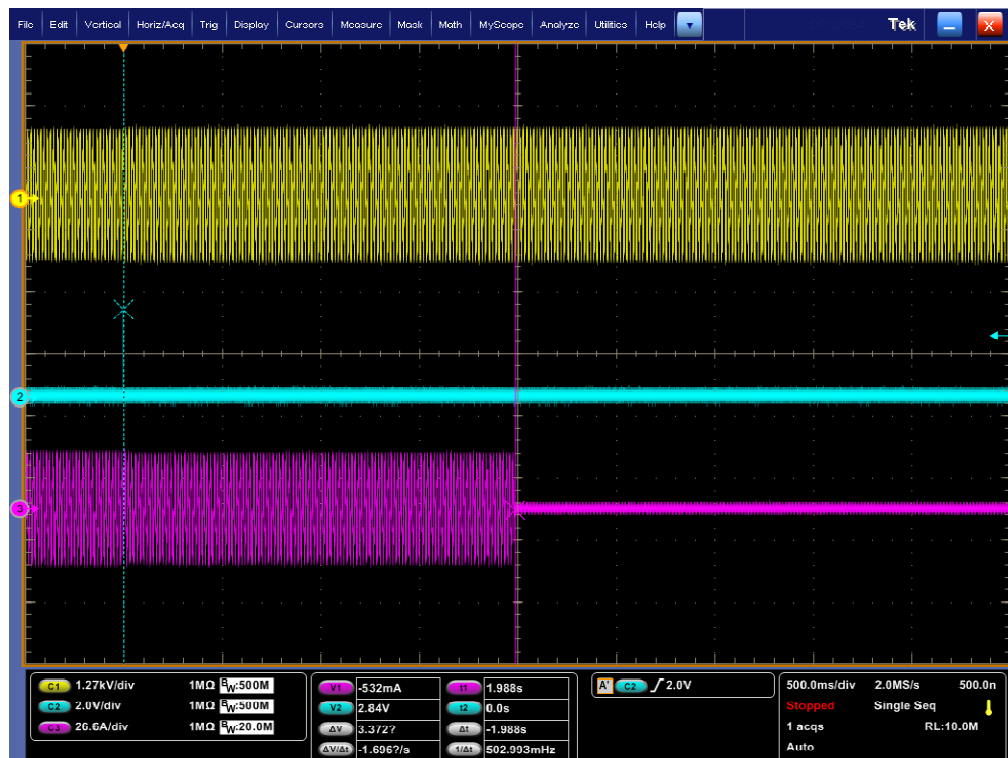 File Edit Vertical Horiz/Acq Trig Display Cursors Measure Mask Math MyScope Analyze Utilities Help Tek X
1
2
3
C1 1.27kV/div 1MΩ BW:500M
C2 2.0V/div 1MΩ BW:500M
C3 26.6A/div 1MΩ BW:20.0M
V1 -532mA t1 1.988s
V2 2.84V t2 0.0s
ΔV 3.372? Δt -1.988s
ΔV/Δt -1.696?/s 1/Δt 502.993mHz
A' C2 2.0V
500.0ms/div 2.0MS/s 500.0n
Stopped Single Seq
1 acqs RL:10.0M
Auto